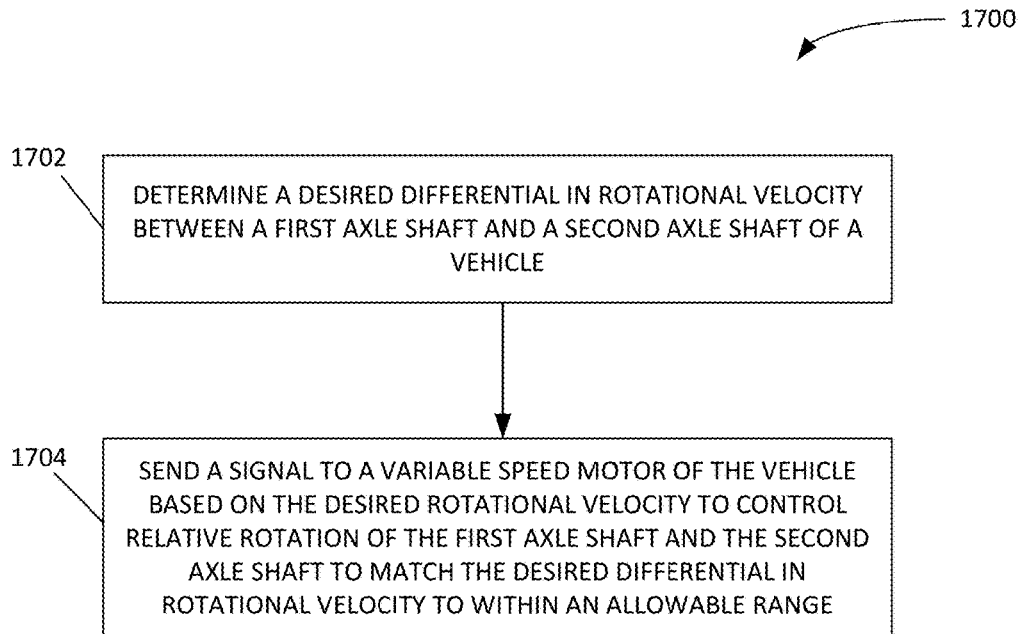 1700
1702
DETERMINE A DESIRED DIFFERENTIAL IN ROTATIONAL VELOCITY
BETWEEN A FIRST AXLE SHAFT AND A SECOND AXLE SHAFT OF A
VEHICLE
1704
SEND A SIGNAL TO A VARIABLE SPEED MOTOR OF THE VEHICLE
BASED ON THE DESIRED ROTATIONAL VELOCITY TO CONTROL
RELATIVE ROTATION OF THE FIRST AXLE SHAFT AND THE SECOND
AXLE SHAFT TO MATCH THE DESIRED DIFFERENTIAL IN
ROTATIONAL VELOCITY TO WITHIN AN ALLOWABLE RANGE